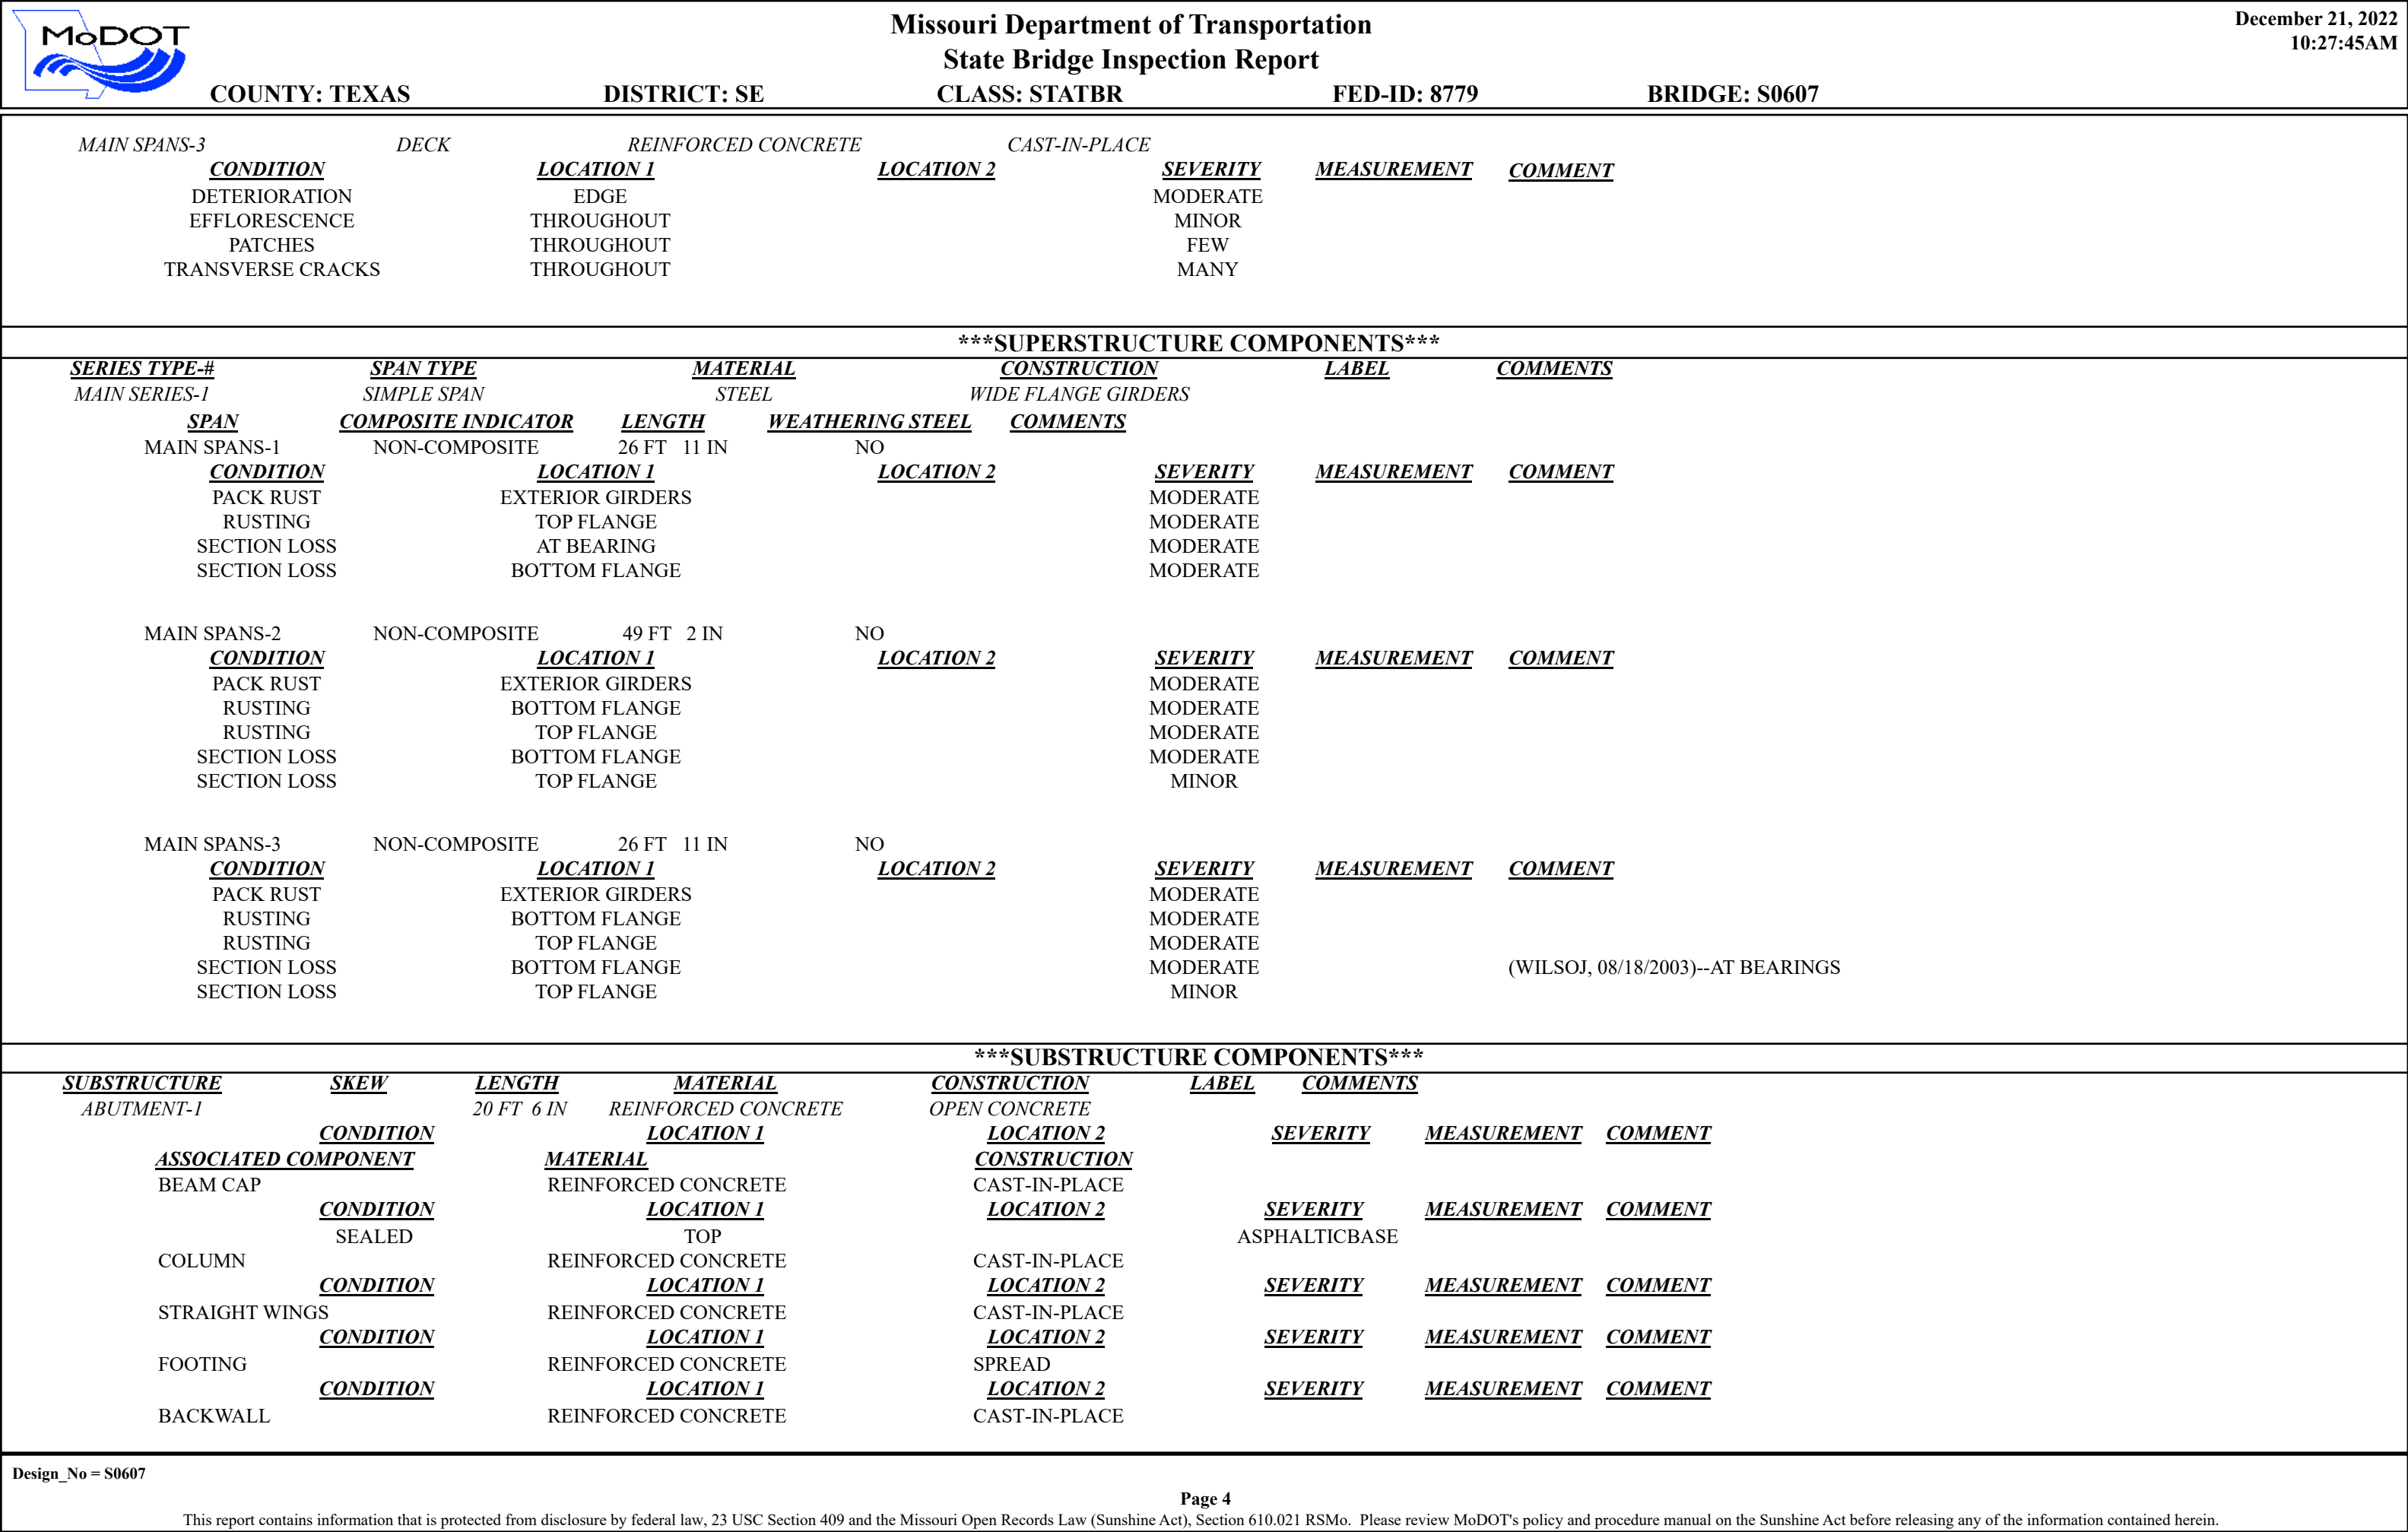 MoDOT
Missouri Department of Transportation
State Bridge Inspection Report
December 21, 2022
10:27:45AM
COUNTY: TEXAS DISTRICT: SE CLASS: STATBR FED-ID: 8779 BRIDGE: S0607
MAIN SPANS-3 DECK REINFORCED CONCRETE CAST-IN-PLACE
CONDITION LOCATION 1 LOCATION 2 SEVERITY MEASUREMENT COMMENT
DETERIORATION EDGE MODERATE
EFFLORESCENCE THROUGHOUT MINOR
PATCHES THROUGHOUT FEW
TRANSVERSE CRACKS THROUGHOUT MANY
***SUPERSTRUCTURE COMPONENTS***
SERIES TYPE-# SPAN TYPE MATERIAL CONSTRUCTION LABEL COMMENTS
MAIN SERIES-1 SIMPLE SPAN STEEL WIDE FLANGE GIRDERS
SPAN COMPOSITE INDICATOR LENGTH WEATHERING STEEL COMMENTS
MAIN SPANS-1 NON-COMPOSITE 26 FT 11 IN NO
CONDITION LOCATION 1 LOCATION 2 SEVERITY MEASUREMENT COMMENT
PACK RUST EXTERIOR GIRDERS MODERATE
RUSTING TOP FLANGE MODERATE
SECTION LOSS AT BEARING MODERATE
SECTION LOSS BOTTOM FLANGE MODERATE
MAIN SPANS-2 NON-COMPOSITE 49 FT 2 IN NO
CONDITION LOCATION 1 LOCATION 2 SEVERITY MEASUREMENT COMMENT
PACK RUST EXTERIOR GIRDERS MODERATE
RUSTING BOTTOM FLANGE MODERATE
RUSTING TOP FLANGE MODERATE
SECTION LOSS BOTTOM FLANGE MODERATE
SECTION LOSS TOP FLANGE MINOR
MAIN SPANS-3 NON-COMPOSITE 26 FT 11 IN NO
CONDITION LOCATION 1 LOCATION 2 SEVERITY MEASUREMENT COMMENT
PACK RUST EXTERIOR GIRDERS MODERATE
RUSTING BOTTOM FLANGE MODERATE
RUSTING TOP FLANGE MODERATE
SECTION LOSS BOTTOM FLANGE MODERATE (WILSOJ, 08/18/2003)--AT BEARINGS
SECTION LOSS TOP FLANGE MINOR
***SUBSTRUCTURE COMPONENTS***
SUBSTRUCTURE SKEW LENGTH MATERIAL CONSTRUCTION LABEL COMMENTS
ABUTMENT-1 20 FT 6 IN REINFORCED CONCRETE OPEN CONCRETE
CONDITION LOCATION 1 LOCATION 2 SEVERITY MEASUREMENT COMMENT
ASSOCIATED COMPONENT MATERIAL CONSTRUCTION
BEAM CAP REINFORCED CONCRETE CAST-IN-PLACE
CONDITION LOCATION 1 LOCATION 2 SEVERITY MEASUREMENT COMMENT
SEALED TOP ASPHALTICBASE
COLUMN REINFORCED CONCRETE CAST-IN-PLACE
CONDITION LOCATION 1 LOCATION 2 SEVERITY MEASUREMENT COMMENT
STRAIGHT WINGS REINFORCED CONCRETE CAST-IN-PLACE
CONDITION LOCATION 1 LOCATION 2 SEVERITY MEASUREMENT COMMENT
FOOTING REINFORCED CONCRETE SPREAD
CONDITION LOCATION 1 LOCATION 2 SEVERITY MEASUREMENT COMMENT
BACKWALL REINFORCED CONCRETE CAST-IN-PLACE
Design_No = S0607
Page 4
This report contains information that is protected from disclosure by federal law, 23 USC Section 409 and the Missouri Open Records Law (Sunshine Act), Section 610.021 RSMo. Please review MoDOT's policy and procedure manual on the Sunshine Act before releasing any of the information contained herein.